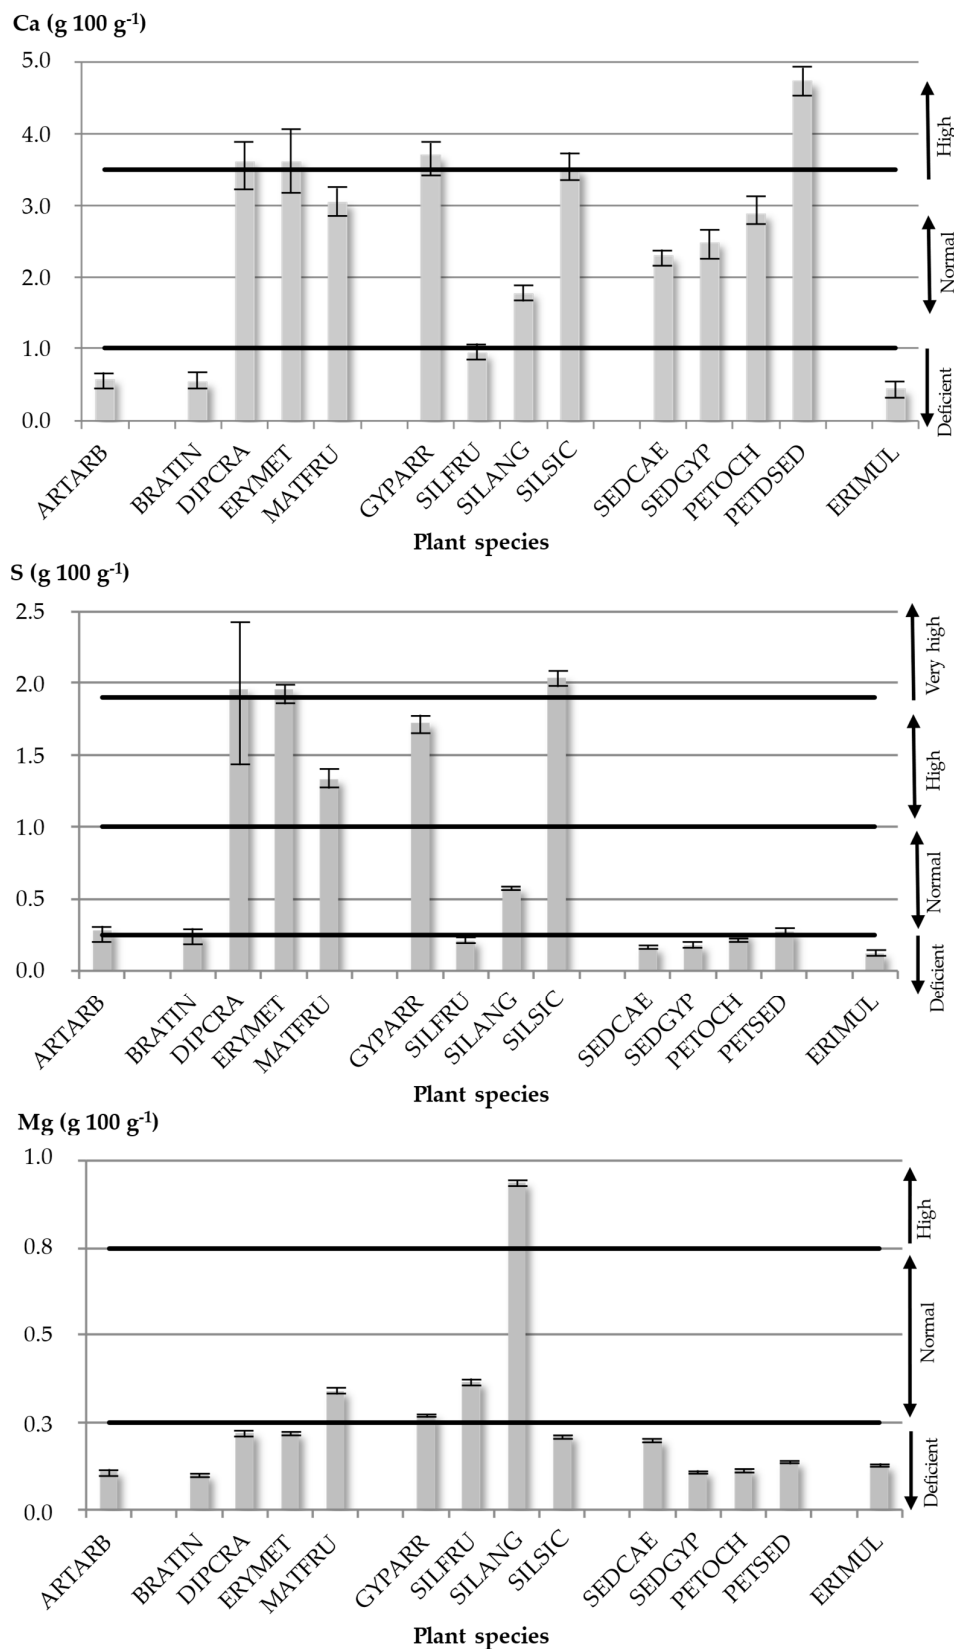 Ca (g 100 g-1)
5.0
4.0
3.0
2.0
1.0
0.0
High
Normal
Deficient
ARTARB
BRATIN
DIPCRA
ERYMET
MATFRU
GYPARR
SILFRU
SILANG
SILSIC
SEDCAE
SEDGYP
PETOCH
PETDSED
ERIMUL
Plant species
S (g 100 g-1)
2.5
2.0
1.5
1.0
0.5
0.0
Very high
High
Normal
Deficient
ARTARB
BRATIN
DIPCRA
ERYMET
MATFRU
GYPARR
SILFRU
SILANG
SILSIC
SEDCAE
SEDGYP
PETOCH
PETSED
ERIMUL
Plant species
Mg (g 100 g-1)
1.0
0.8
0.5
0.3
0.0
High
Normal
Deficient
ARTARB
BRATIN
DIPCRA
ERYMET
MATFRU
GYPARR
SILFRU
SILANG
SILSIC
SEDCAE
SEDGYP
PETOCH
PETSED
ERIMUL
Plant species